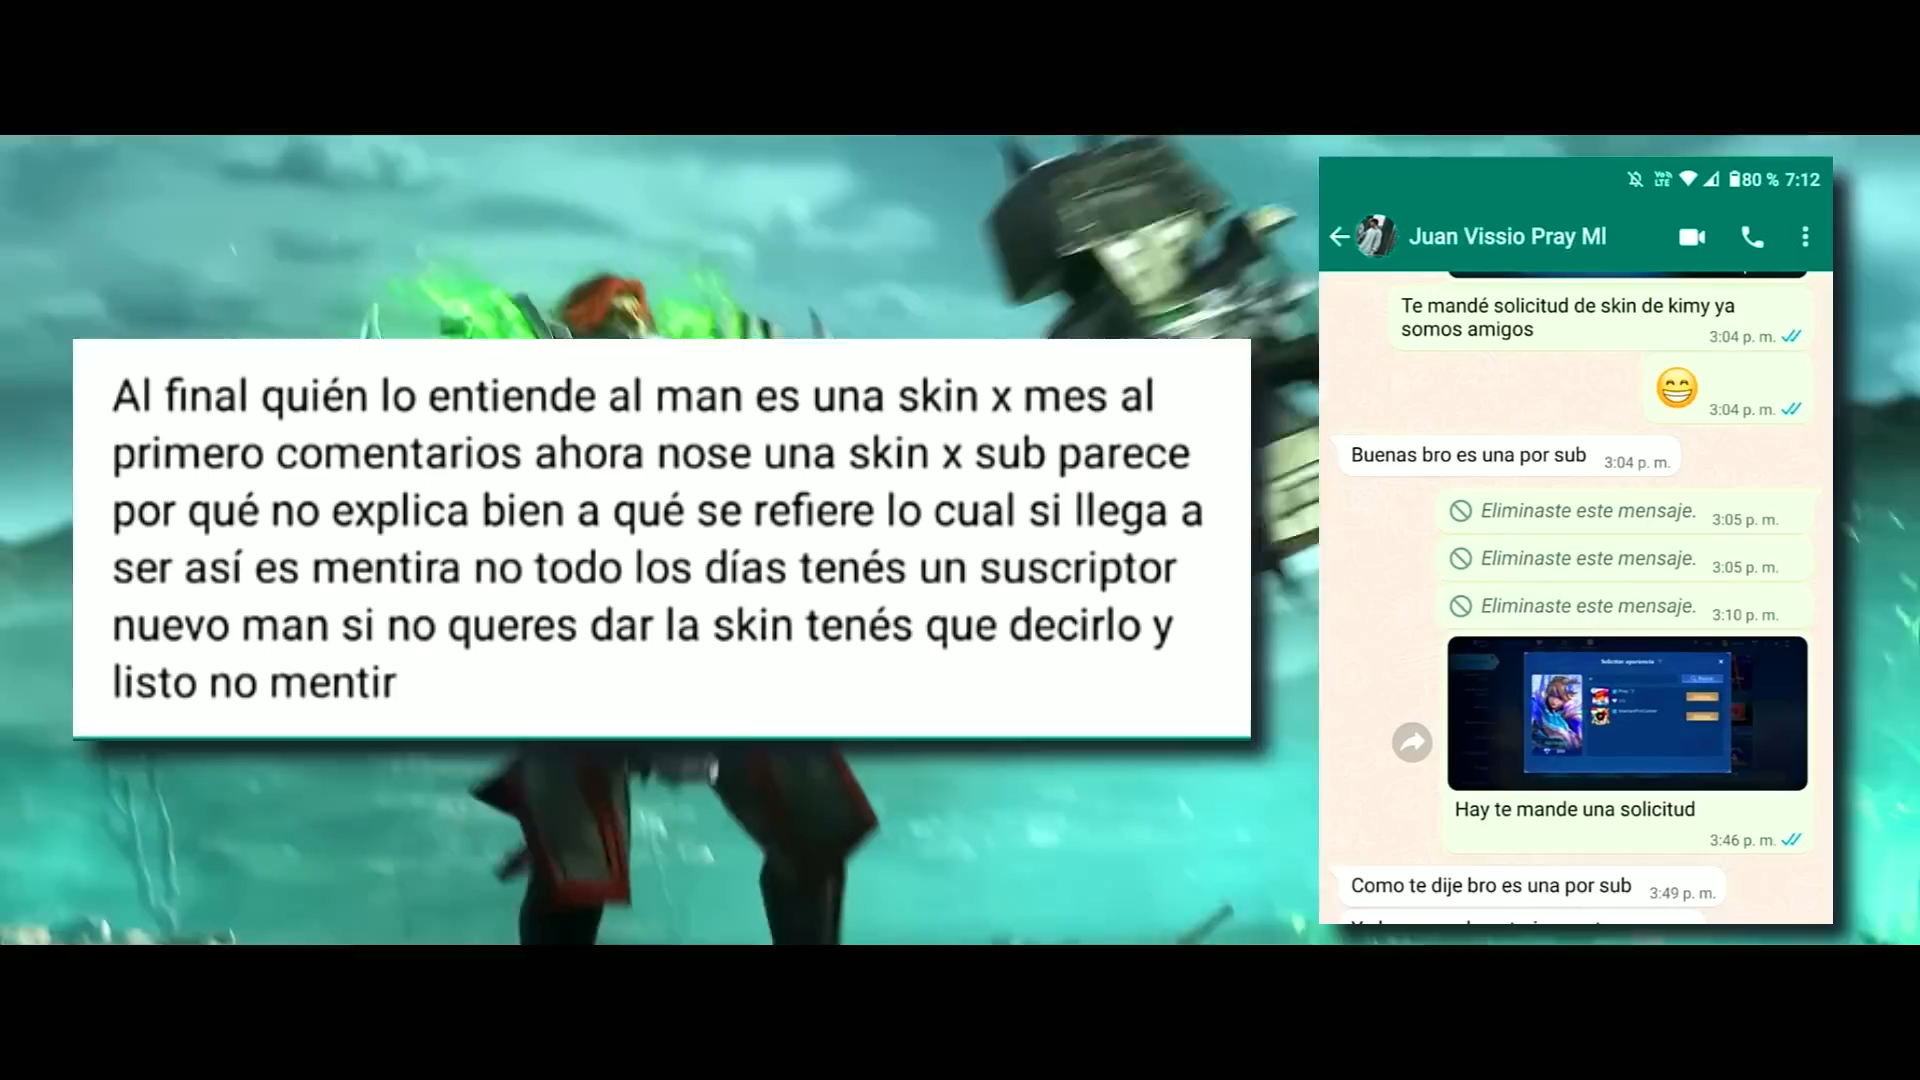 Al final quién lo entiende al man es una skin x mes al
primero comentarios ahora nose una skin x sub parece
por qué no explica bien a qué se refiere lo cual si llega a
ser así es mentira no todo los días tenés un suscriptor
nuevo man si no queres dar la skin tenés que decirlo y
listo no mentir
80 % 7:12
Juan Vissio Pray Ml
Te mandé solicitud de skin de kimy ya
somos amigos
3:04 p. m.
3:04 p. m.
Buenas bro es una por sub
3:04 p. m.
Eliminaste este mensaje.
3:05 p. m.
Eliminaste este mensaje.
3:05 p. m.
Eliminaste este mensaje.
3:10 p. m.
Solicitar apariencia
Hay te mande una solicitud
3:46 p. m.
Como te dije bro es una por sub
3:49 p. m.